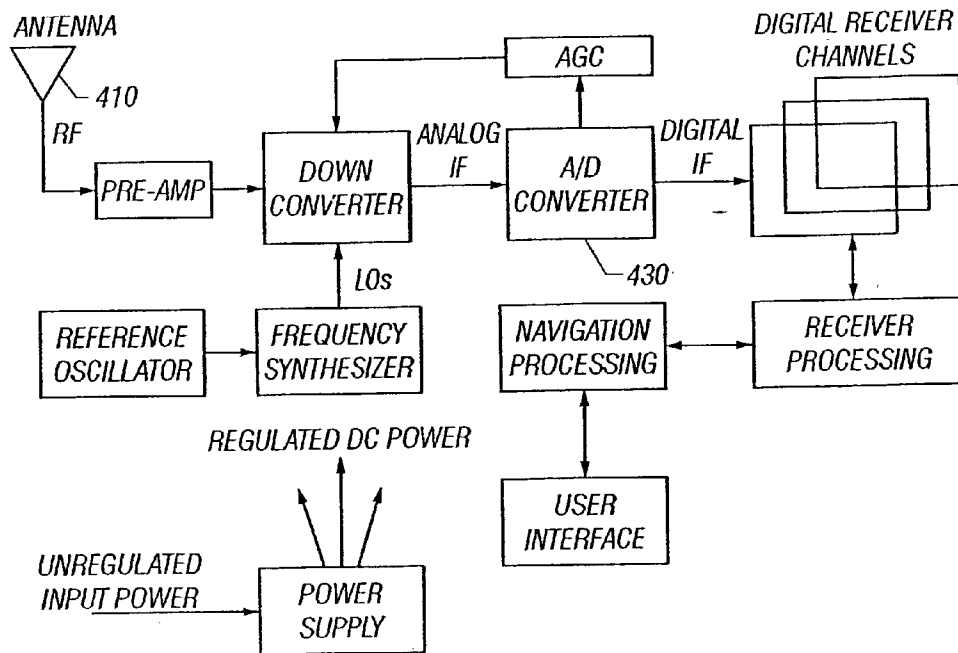 ANTENNA
410
RF
PRE-AMP
DOWN
CONVERTER
AGC
ANALOG
IF
A/D
CONVERTER
430
DIGITAL
IF
DIGITAL RECEIVER
CHANNELS
LOs
REFERENCE
OSCILLATOR
FREQUENCY
SYNTHESIZER
NAVIGATION
PROCESSING
RECEIVER
PROCESSING
REGULATED DC POWER
USER
INTERFACE
UNREGULATED
INPUT POWER
POWER
SUPPLY